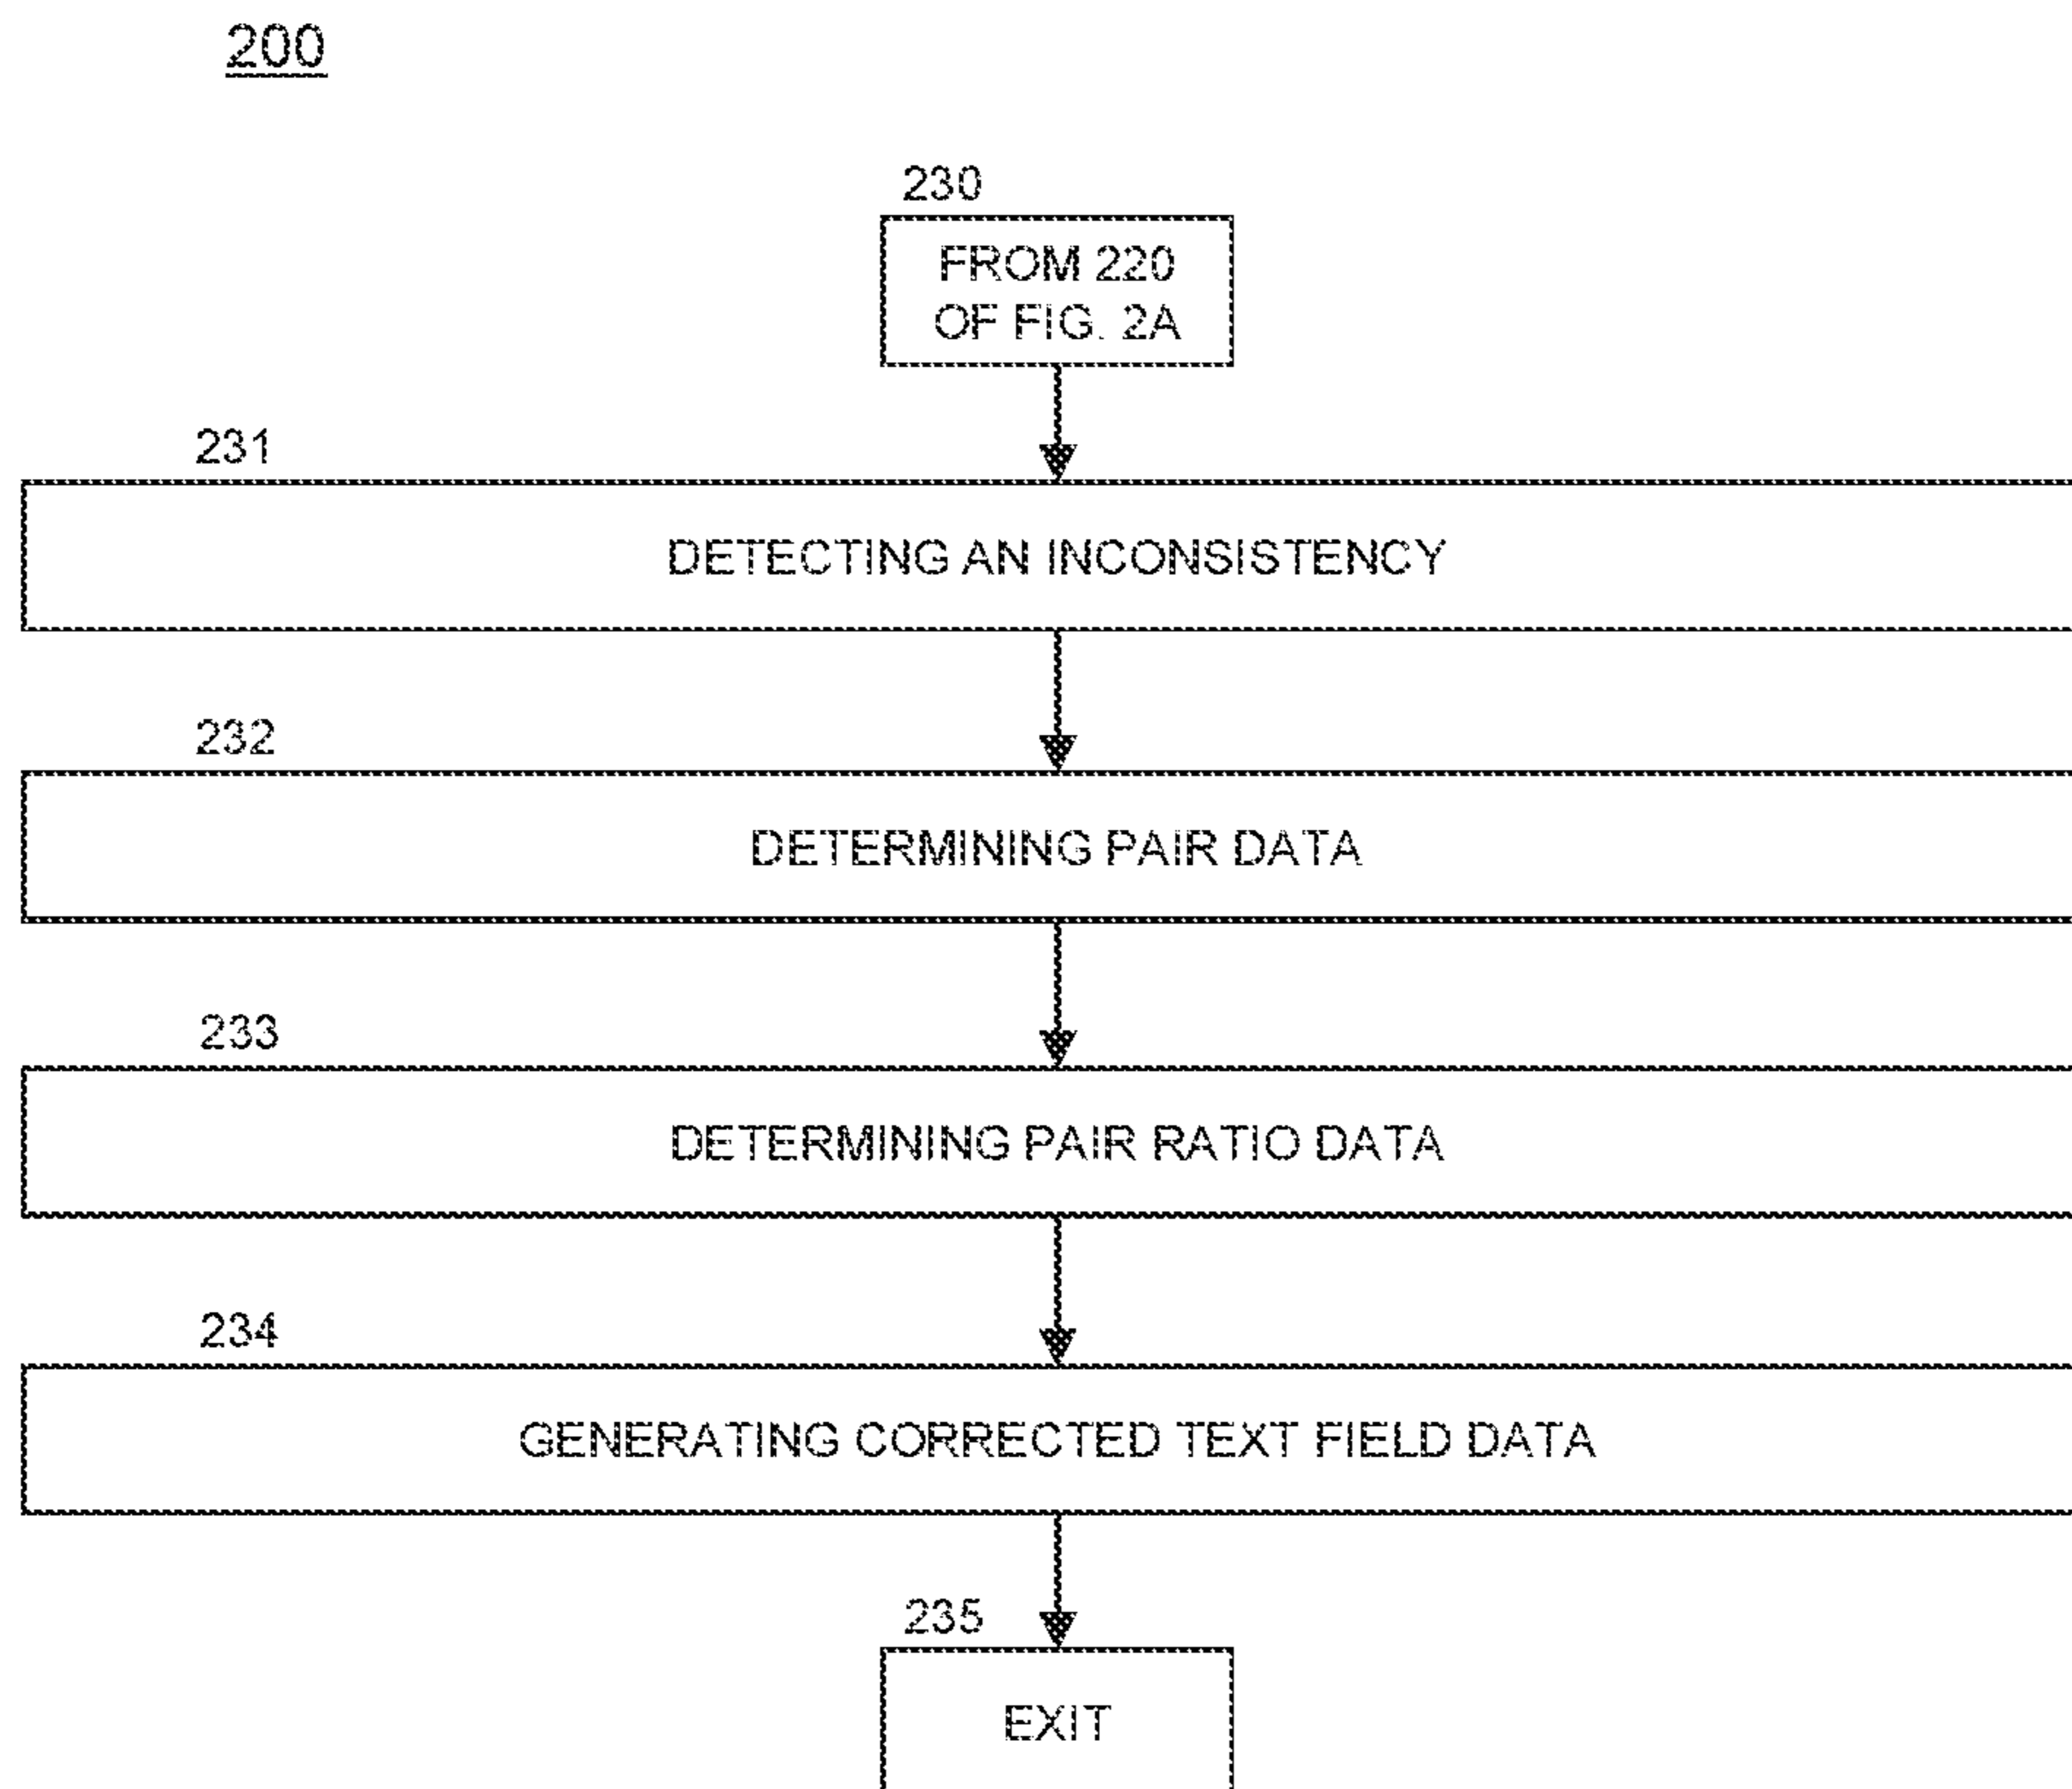 200
230
FROM 220
OF FIG. 2A
231
DETECTING AN INCONSISTENCY
232
DETERMINING PAIR DATA
233
DETERMINING PAIR RATIO DATA
234
GENERATING CORRECTED TEXT FIELD DATA
235
EXIT